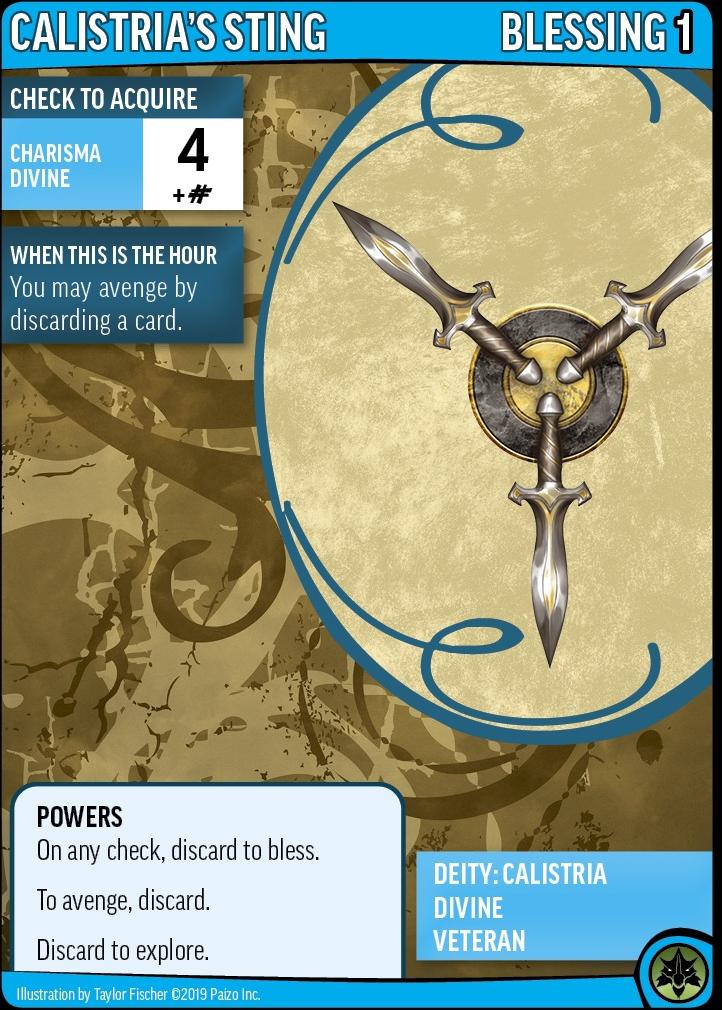 CALISTRIA'S STING BLESSING 1
CHECK TO ACQUIRE
CHARISMA
DIVINE
4
+#
WHEN THIS IS THE HOUR
You may avenge by
discarding a card.
POWERS
On any check, discard to bless.
To avenge, discard.
Discard to explore.
DEITY: CALISTRIA
DIVINE
VETERAN
Illustration by Taylor Fischer ©2019 Paizo Inc.